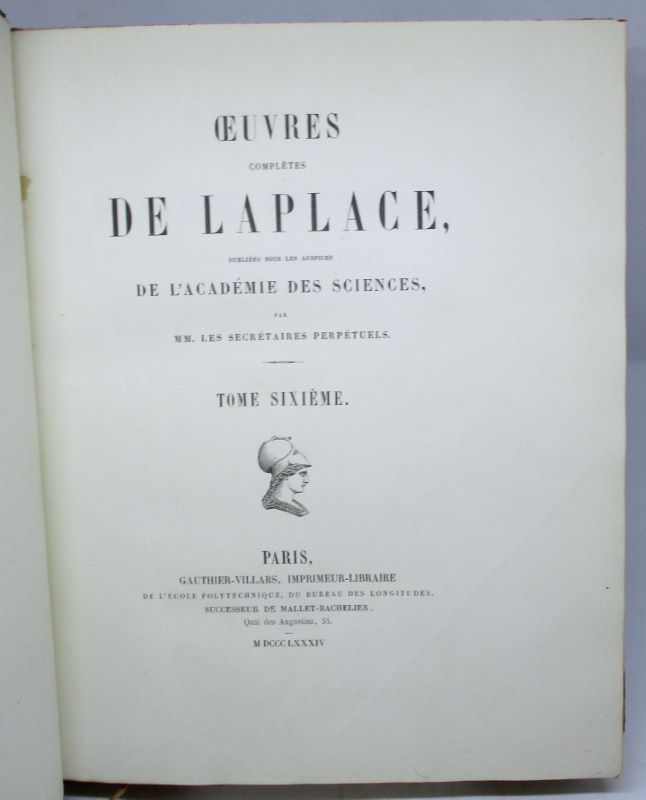 ŒUVRES
COMPLÈTES
DE LAPLACE,
PUBLIÉES SOUS LES AUSPICES
DE L'ACADÉMIE DES SCIENCES,
PAR
MM. LES SECRÉTAIRES PERPÉTUELS.
TOME SIXIÈME.
PARIS,
GAUTHIER-VILLARS, IMPRIMEUR-LIBRAIRE
DE L'ÉCOLE POLYTECHNIQUE, DU BUREAU DES LONGITUDES,
SUCCESSEUR DE MALLET-BACHELIER,
Quai des Augustins, 55.
M DCCC LXXXIV